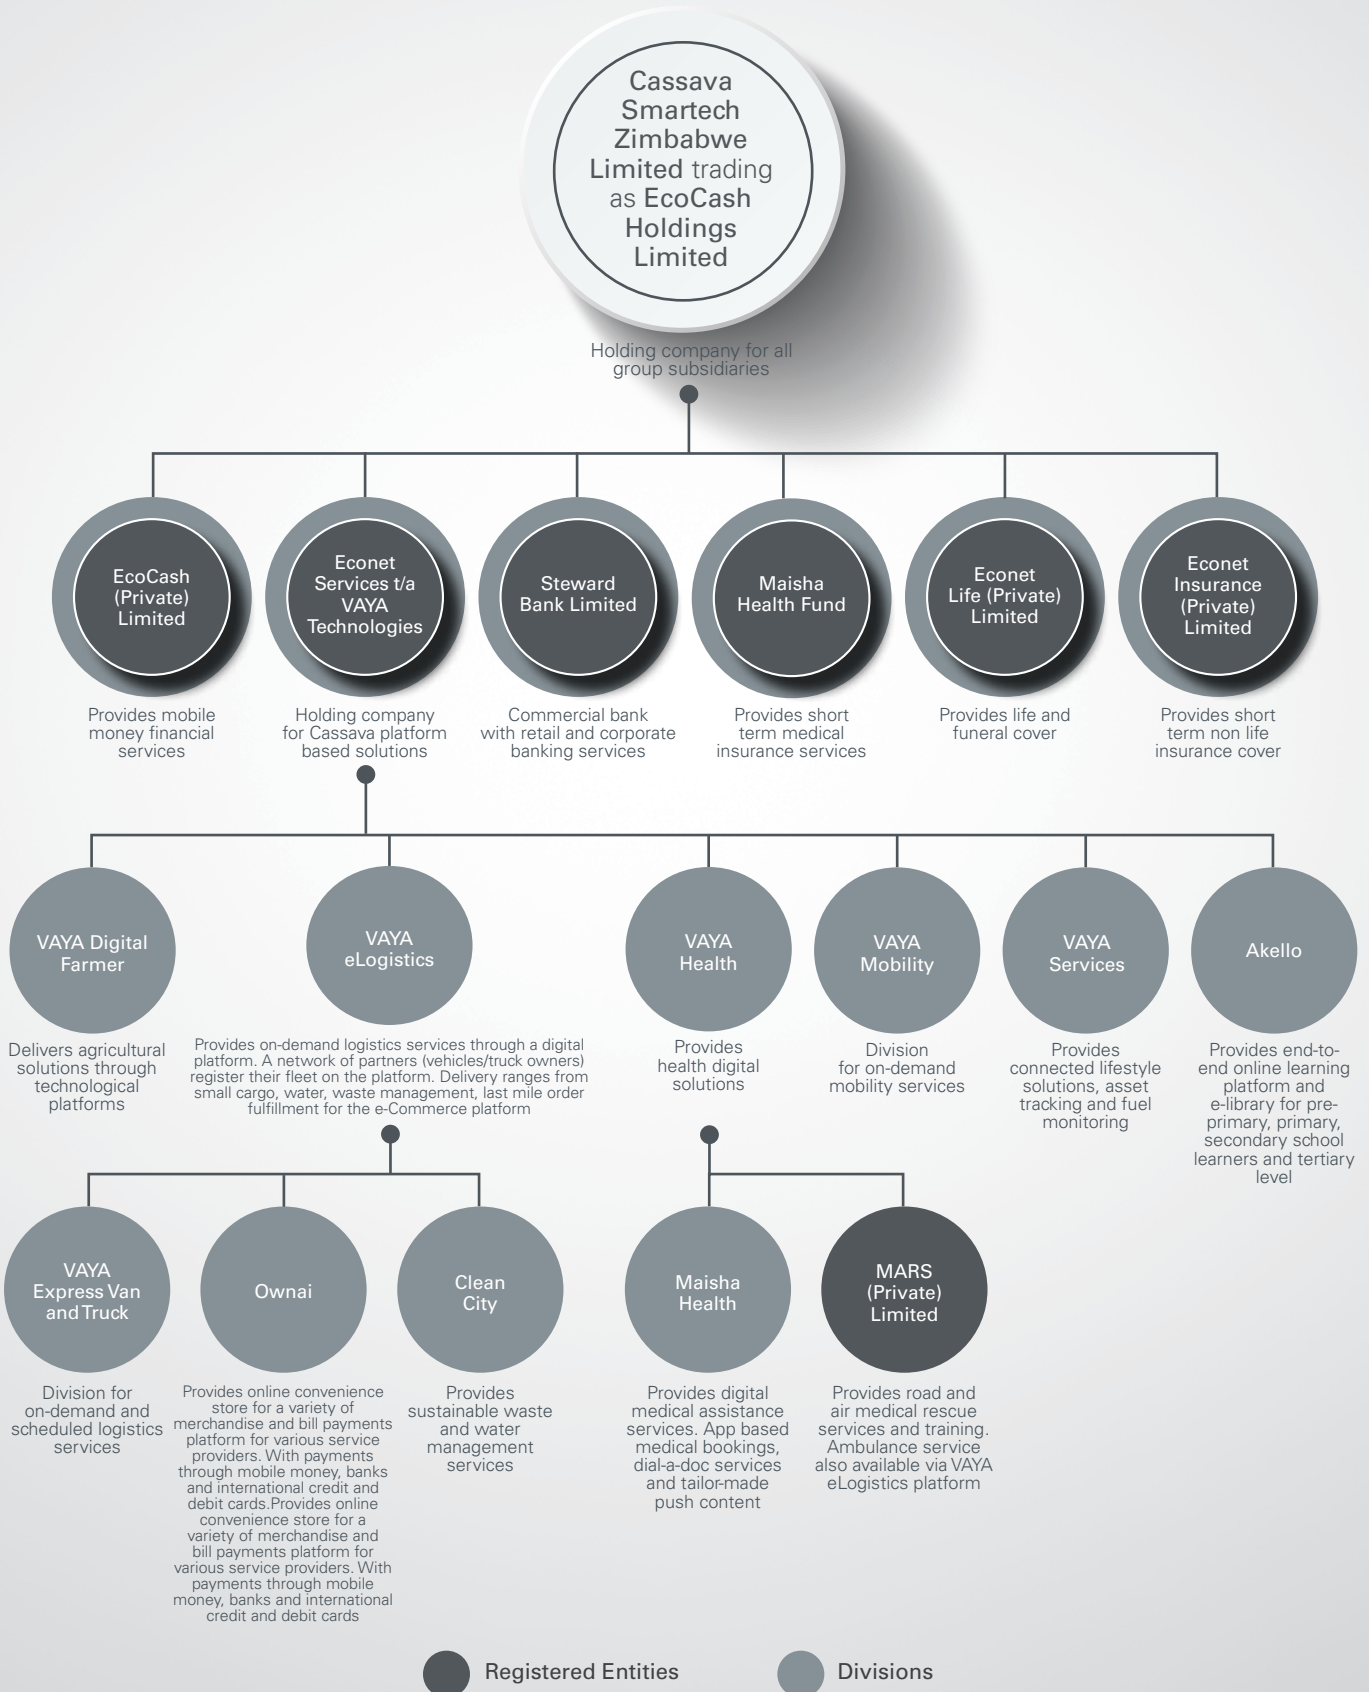 Cassava
Smartech
Zimbabwe
Limited trading
as EcoCash
Holdings
Limited
Holding company for all
group subsidiaries
EcoCash
(Private)
Limited
Provides mobile
money financial
services
Econet
Services t/a
VAYA
Technologies
Holding company
for Cassava platform
based solutions
Steward
Bank Limited
Commercial bank
with retail and corporate
banking services
Maisha
Health Fund
Provides short
term medical
insurance services
Econet
Life (Private)
Limited
Provides life and
funeral cover
Econet
Insurance
(Private)
Limited
Provides short
term non life
insurance cover
VAYA Digital
Farmer
Delivers agricultural
solutions through
technological
platforms
VAYA
eLogistics
Provides on-demand logistics services through a digital
platform. A network of partners (vehicles/truck owners)
register their fleet on the platform. Delivery ranges from
small cargo, water, waste management, last mile order
fulfillment for the e-Commerce platform
VAYA
Health
Provides
health digital
solutions
VAYA
Mobility
Division
for on-demand
mobility services
VAYA
Services
Provides
connected lifestyle
solutions, asset
tracking and fuel
monitoring
Akello
Provides end-to-
end online learning
platform and
e-library for pre-
primary, primary,
secondary school
learners and tertiary
level
VAYA
Express Van
and Truck
Division for
on-demand and
scheduled logistics
services
Ownai
Provides online convenience
store for a variety of
merchandise and bill payments
platform for various service
providers. With payments
through mobile money, banks
and international credit and
debit cards.Provides online
convenience store for a
variety of merchandise and
bill payments platform for
various service providers. With
payments through mobile
money, banks and international
credit and debit cards
Clean
City
Provides
sustainable waste
and water
management
services
Maisha
Health
Provides digital
medical assistance
services. App based
medical bookings,
dial-a-doc services
and tailor-made
push content
MARS
(Private)
Limited
Provides road and
air medical rescue
services and training.
Ambulance service
also available via VAYA
eLogistics platform
Registered Entities
Divisions